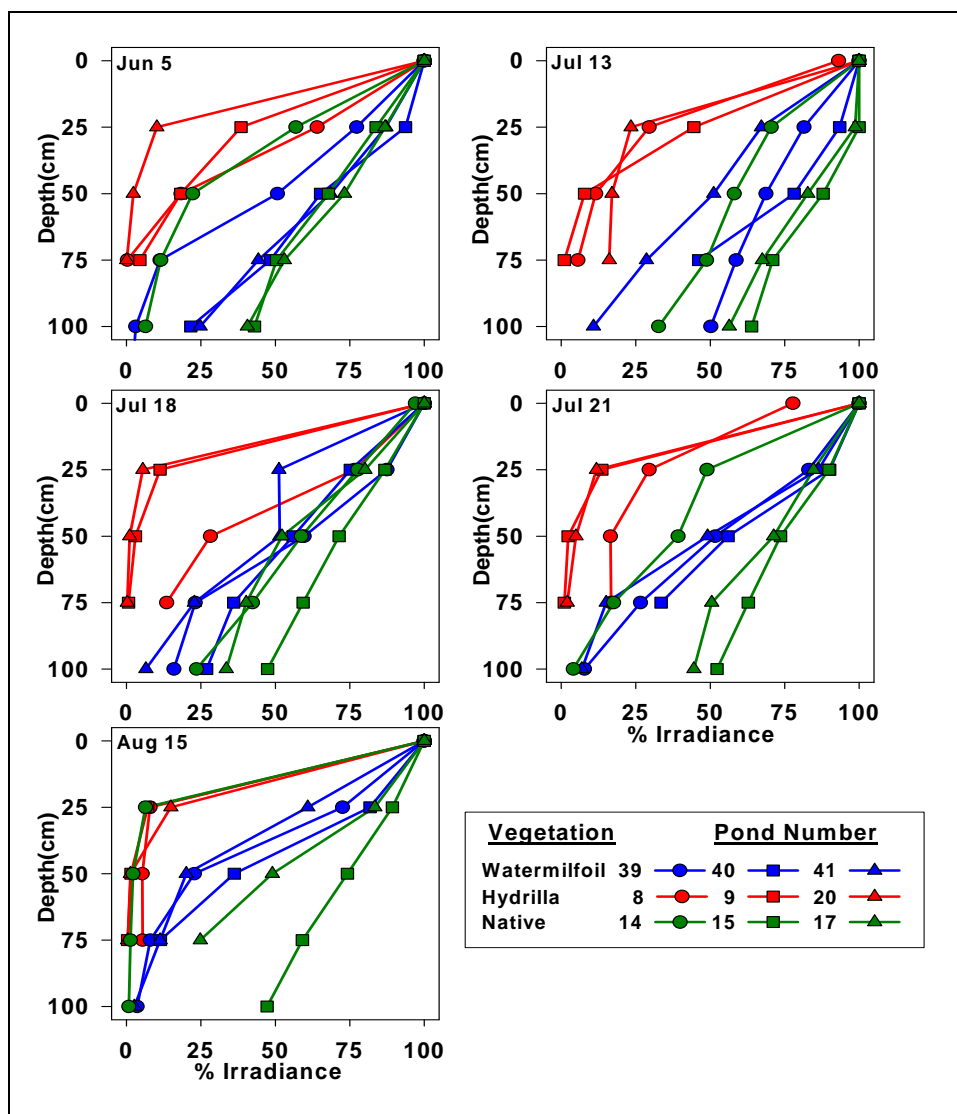 Jun 5
Depth(cm)
0
25
50
75
100
0 25 50 75 100
Jul 13
Depth(cm)
0
25
50
75
100
0 25 50 75 100
Jul 18
Depth(cm)
0
25
50
75
100
0 25 50 75 100
Jul 21
Depth(cm)
0
25
50
75
100
0 25 50 75 100
% Irradiance
Aug 15
Depth(cm)
0
25
50
75
100
0 25 50 75 100
% Irradiance
Vegetation Pond Number
Watermilfoil 39 40 41
Hydrilla 8 9 20
Native 14 15 17